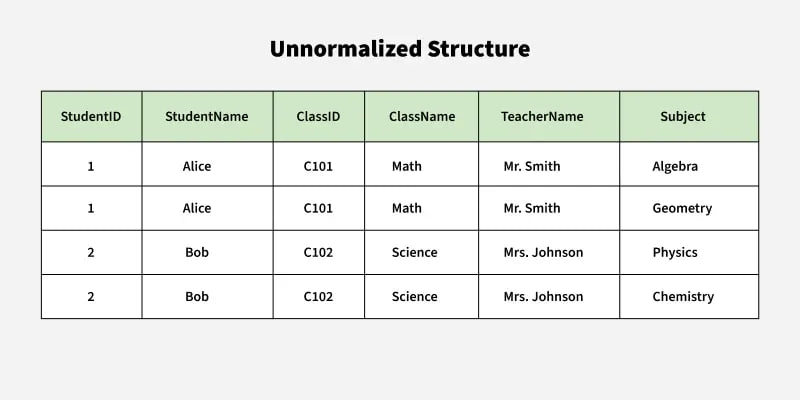 Unnormalized Structure
StudentID StudentName ClassID ClassName TeacherName Subject
1 Alice C101 Math Mr. Smith Algebra
1 Alice C101 Math Mr. Smith Geometry
2 Bob C102 Science Mrs. Johnson Physics
2 Bob C102 Science Mrs. Johnson Chemistry